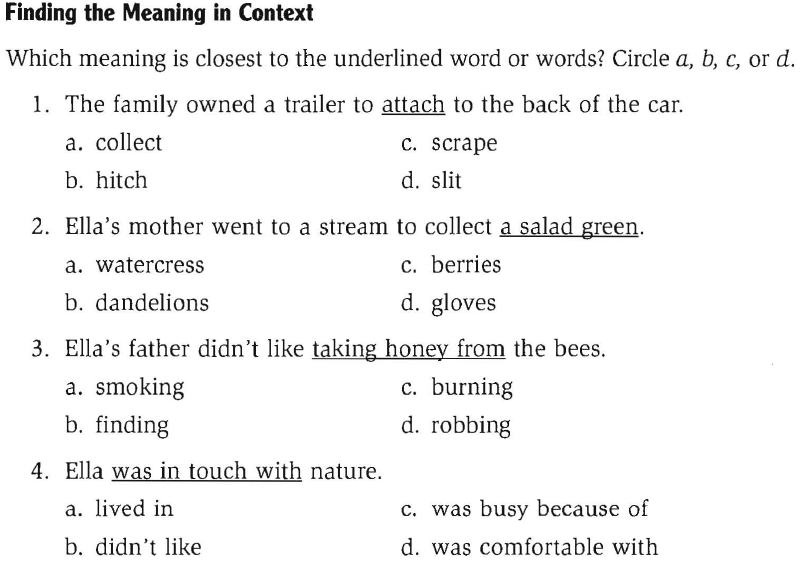 Finding the Meaning in Context
Which meaning is closest to the underlined word or words? Circle a, b, c, or d.
1. The family owned a trailer to attach to the back of the car.
a. collect c. scrape
b. hitch d. slit
2. Ella's mother went to a stream to collect a salad green.
a. watercress c. berries
b. dandelions d. gloves
3. Ella's father didn't like taking honey from the bees.
a. smoking c. burning
b. finding d. robbing
4. Ella was in touch with nature.
a. lived in c. was busy because of
b. didn't like d. was comfortable with